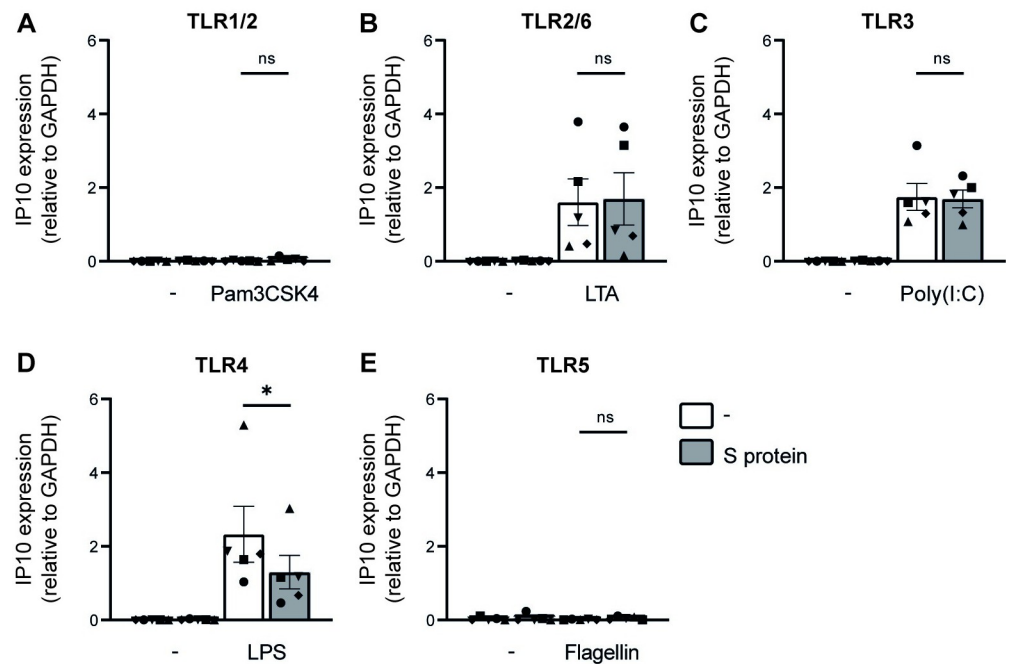 A
TLR1/2
IP10 expression
(relative to GAPDH)
6
4
2
0
ns
-
Pam3CSK4
B
TLR2/6
IP10 expression
(relative to GAPDH)
6
4
2
0
ns
-
LTA
C
TLR3
IP10 expression
(relative to GAPDH)
6
4
2
0
ns
-
Poly(I:C)
D
TLR4
IP10 expression
(relative to GAPDH)
6
4
2
0
*
-
LPS
E
TLR5
IP10 expression
(relative to GAPDH)
6
4
2
0
ns
-
Flagellin
-
S protein